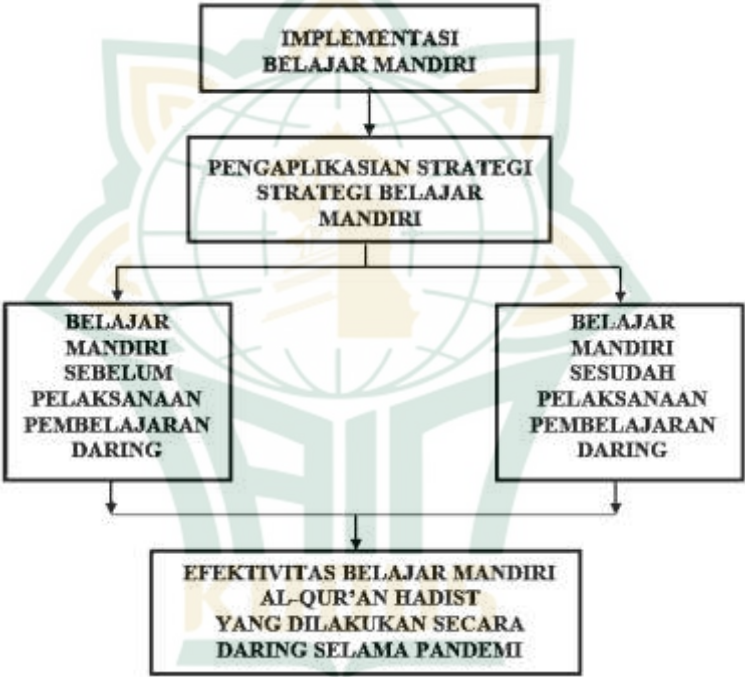 IMPLEMENTASI
BELAJAR MANDIRI
PENGAPLIKASIAN STRATEGI
STRATEGI BELAJAR
MANDIRI
BELAJAR
MANDIRI
SEBELUM
PELAKSANAAN
PEMBELAJARAN
DARING
BELAJAR
MANDIRI
SESUDAH
PELAKSANAAN
PEMBELAJARAN
DARING
EFEKTIVITAS BELAJAR MANDIRI
AL-QUR’AN HADIST
YANG DILAKUKAN SECARA
DARING SELAMA PANDEMI